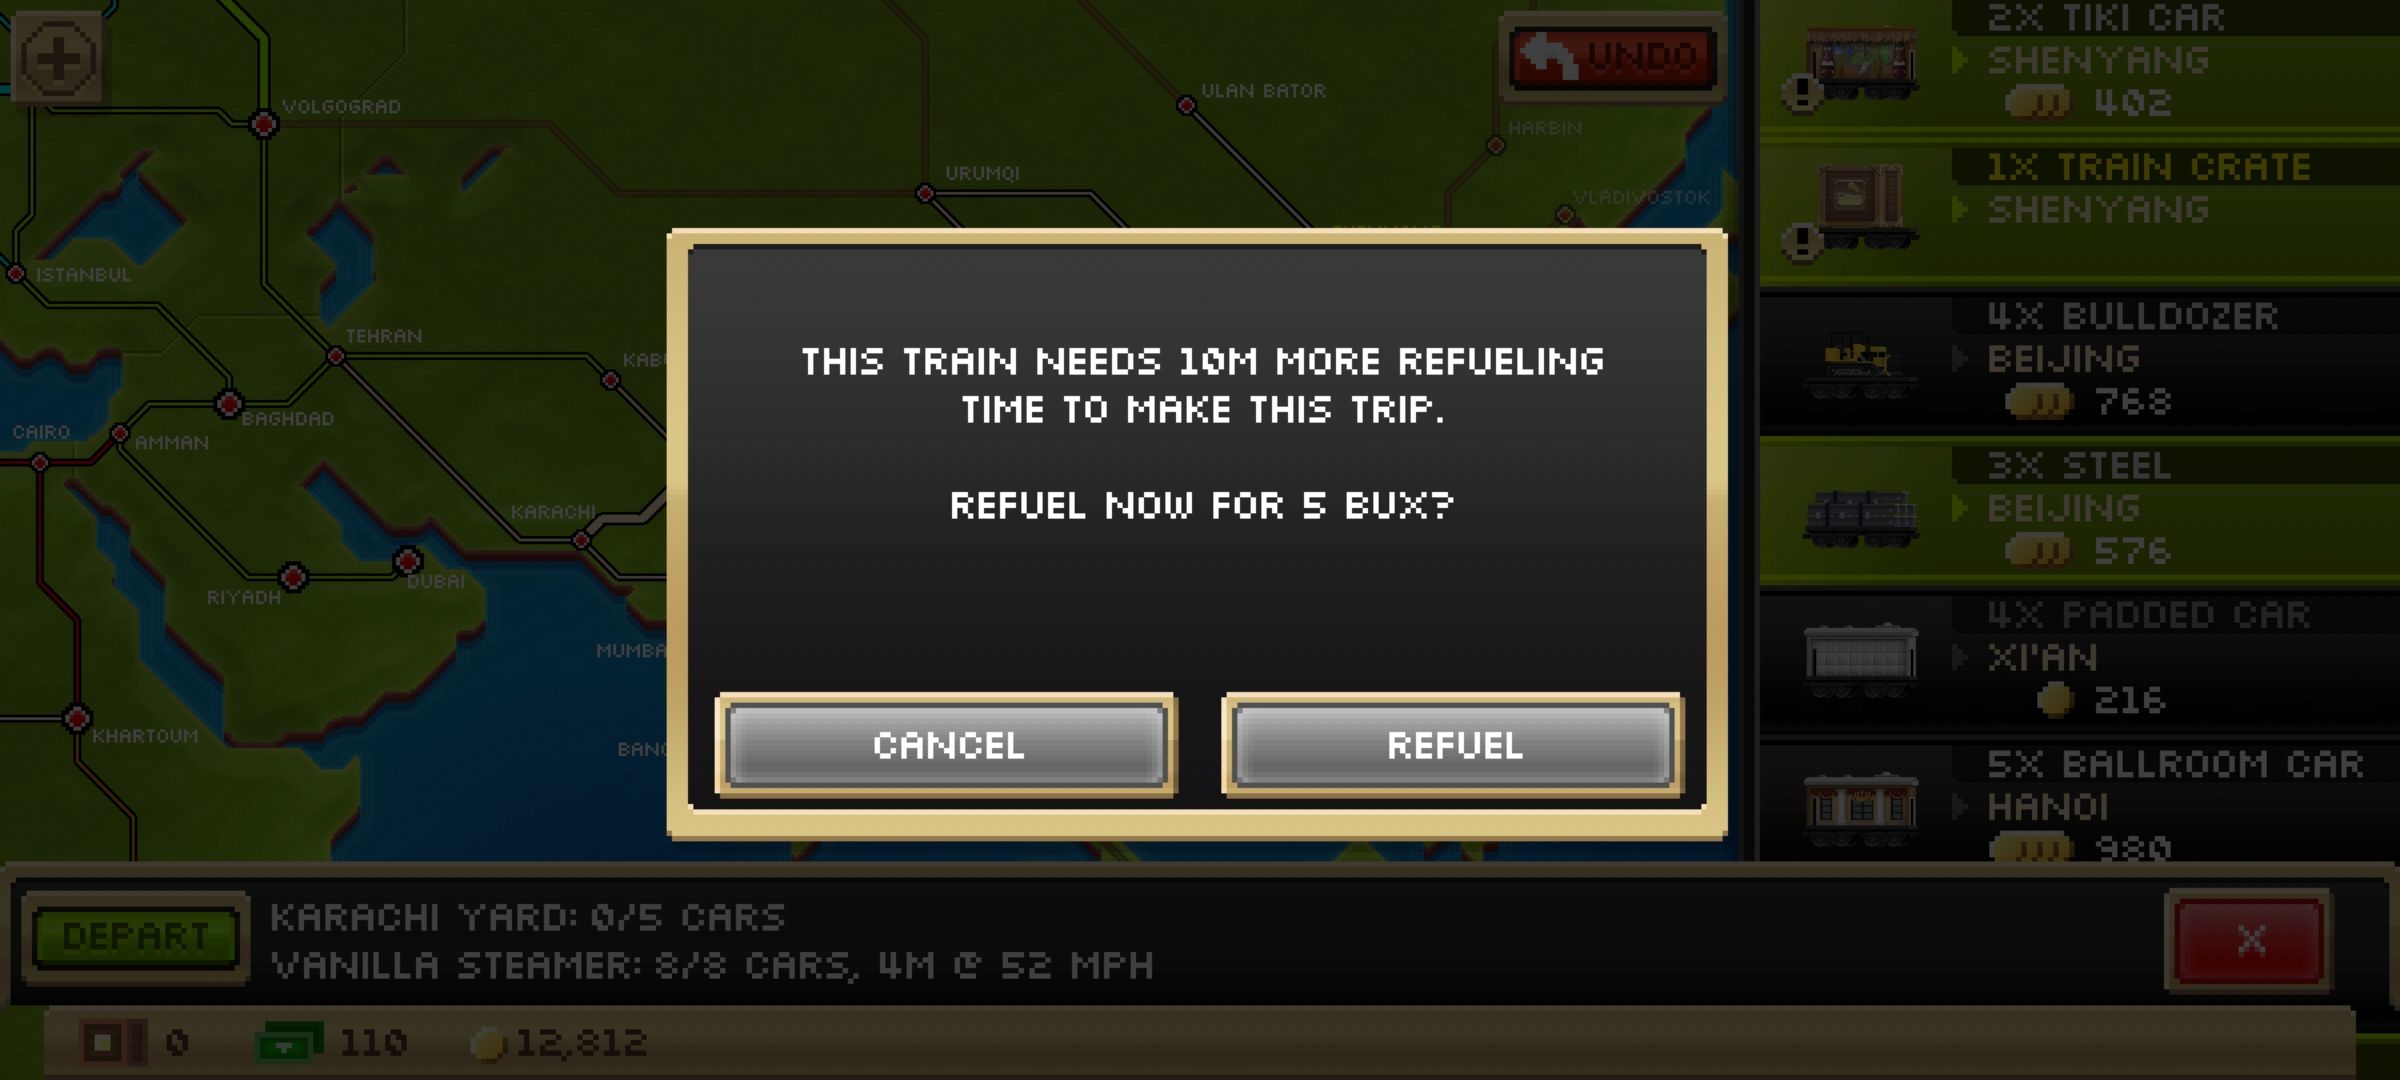 VOLGOGRAD
ULAN BATOR
UNDO
HARBIN
URUMQI
VLADIVOSTOK
ISTANBUL
TEHRAN
BAGHDAD
CAIRO
AMMAN
KARACHI
DUBAI
RIYADH
KHARTOUM
THIS TRAIN NEEDS 10M MORE REFUELING
TIME TO MAKE THIS TRIP.
REFUEL NOW FOR 5 BUX?
CANCEL
REFUEL
2X TIKI CAR
SHENYANG
402
1X TRAIN CRATE
SHENYANG
4X BULLDOZER
BEIJING
768
3X STEEL
BEIJING
576
4X PADDED CAR
XI'AN
216
5X BALLROOM CAR
HANOI
980
DEPART
KARACHI YARD: 0/5 CARS
VANILLA STEAMER: 8/8 CARS, 4M @ 52 MPH
X
0
110
12,812